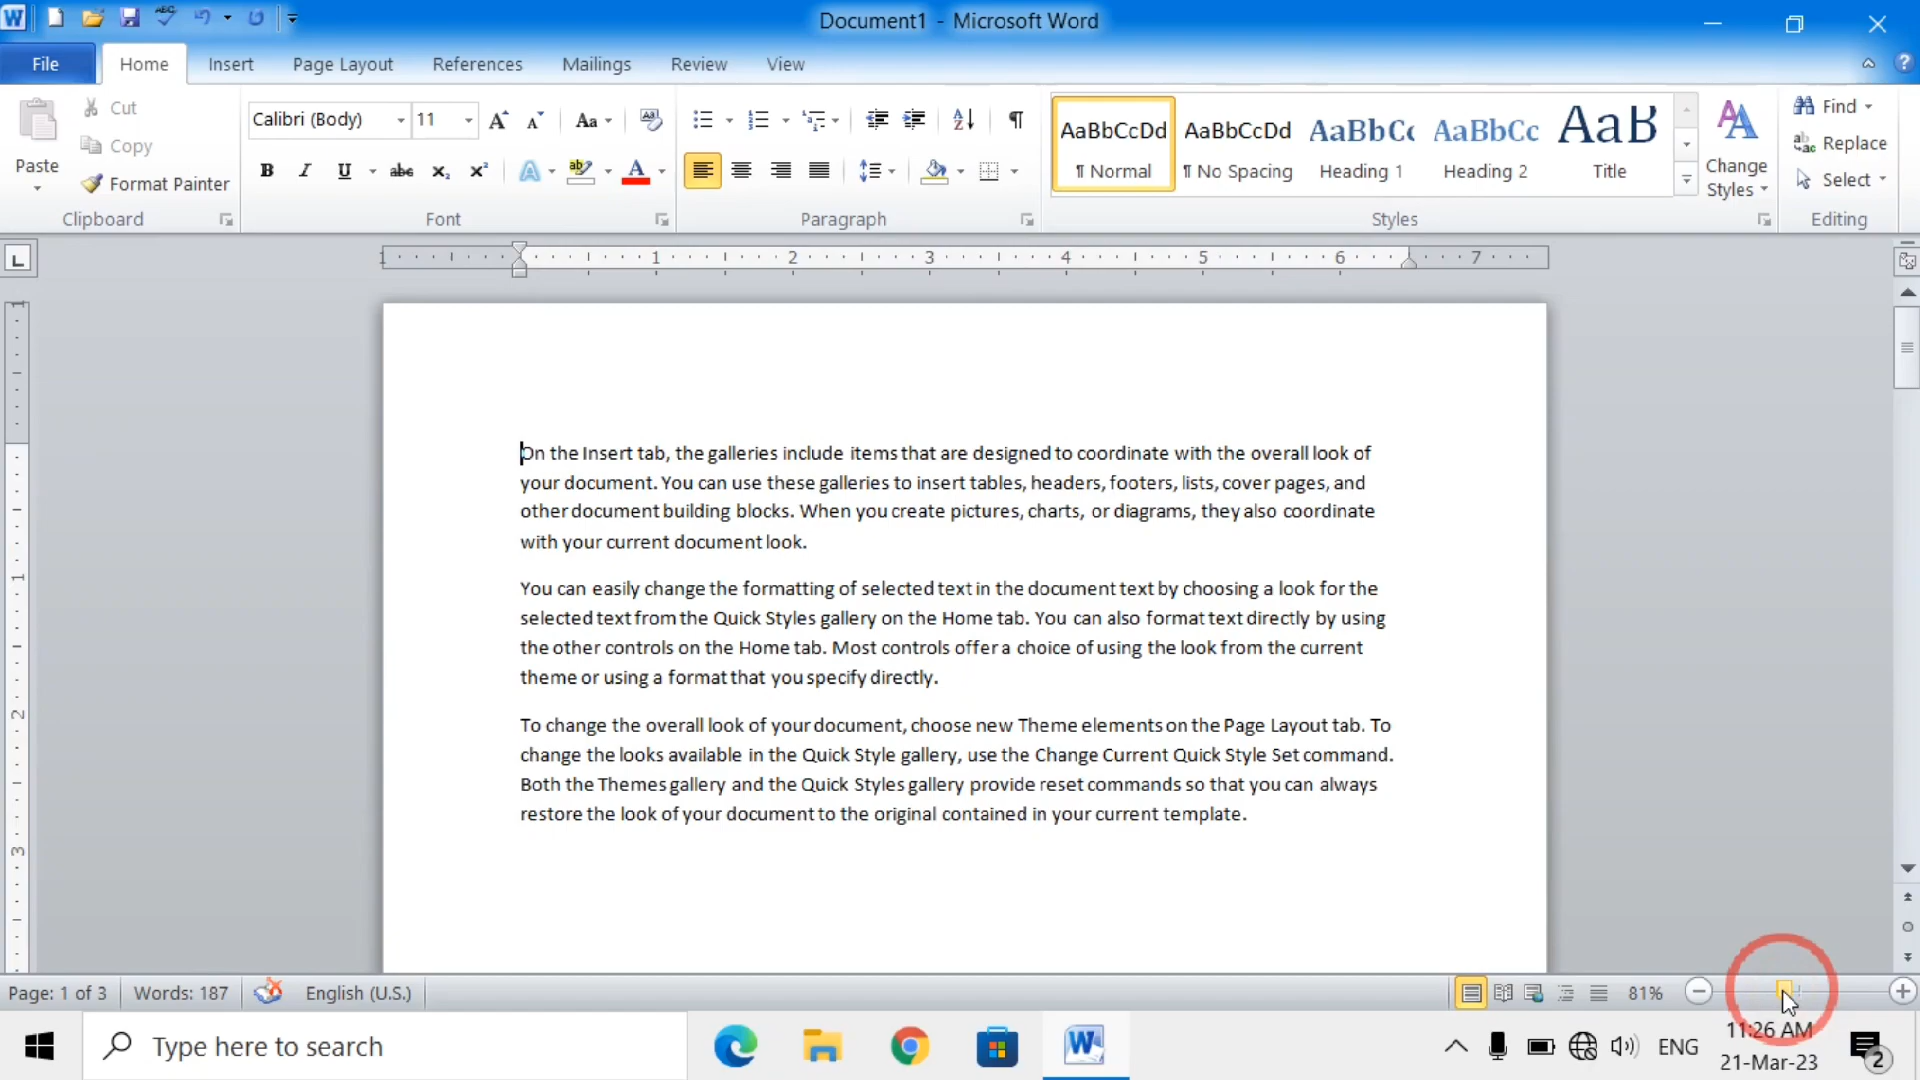 Document1 - Microsoft Word
File Home Insert Page Layout References Mailings Review View
Paste
Cut
Copy
Format Painter
Clipboard
Calibri (Body) 11
Font
Paragraph
AaBbCcDd AaBbCcDd AaBbCc AaBbCc AaB
¶ Normal ¶ No Spacing Heading 1 Heading 2 Title
Change
Styles
Styles
Find
Replace
Select
Editing
1 1 2 3 4 5 6 7
On the Insert tab, the galleries include items that are designed to coordinate with the overall look of
your document. You can use these galleries to insert tables, headers, footers, lists, cover pages, and
other document building blocks. When you create pictures, charts, or diagrams, they also coordinate
with your current document look.
You can easily change the formatting of selected text in the document text by choosing a look for the
selected text from the Quick Styles gallery on the Home tab. You can also format text directly by using
the other controls on the Home tab. Most controls offer a choice of using the look from the current
theme or using a format that you specify directly.
To change the overall look of your document, choose new Theme elements on the Page Layout tab. To
change the looks available in the Quick Style gallery, use the Change Current Quick Style Set command.
Both the Themes gallery and the Quick Styles gallery provide reset commands so that you can always
restore the look of your document to the original contained in your current template.
Page: 1 of 3 Words: 187 English (U.S.) 81%
Type here to search
ENG
11:26 AM
21-Mar-23
2